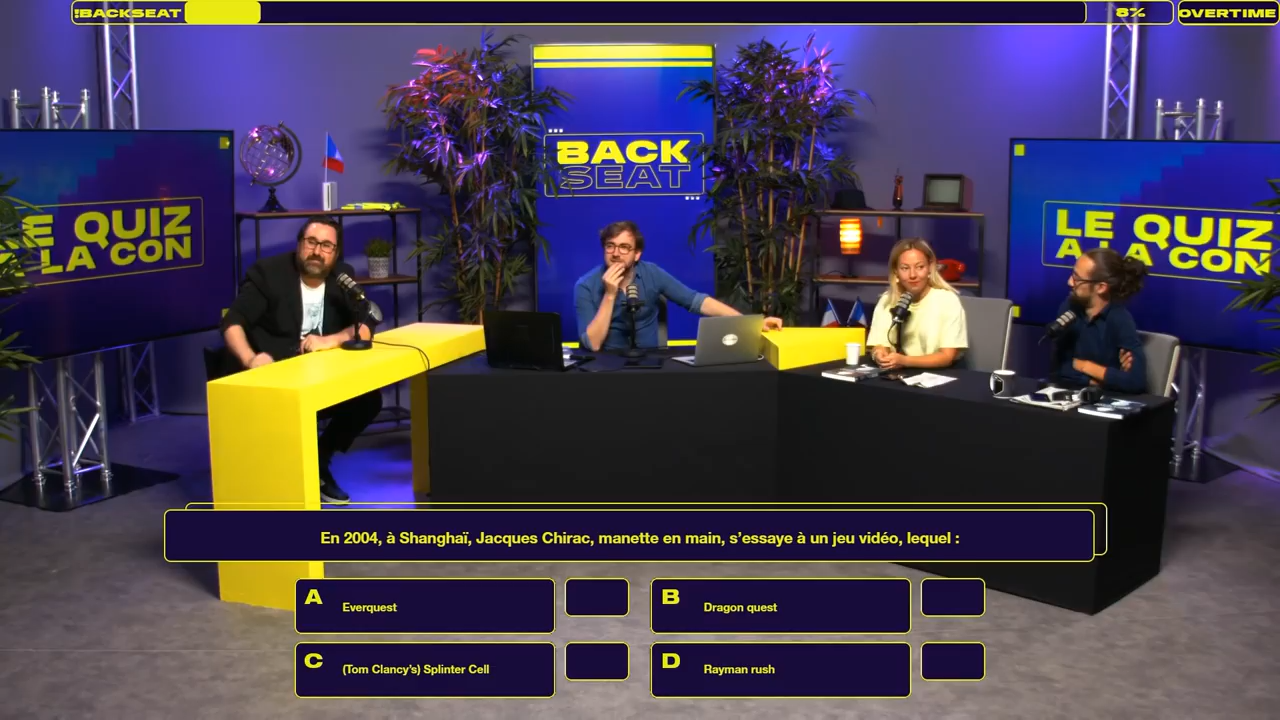 !BACKSEAT
8%
OVERTIME
BACK
SEAT
LE QUIZ
A LA CON
LE QUIZ
A LA CON
En 2004, à Shanghaï, Jacques Chirac, manette en main, s'essaye à un jeu vidéo, lequel :
A
Everquest
B
Dragon quest
C
(Tom Clancy's) Splinter Cell
D
Rayman rush